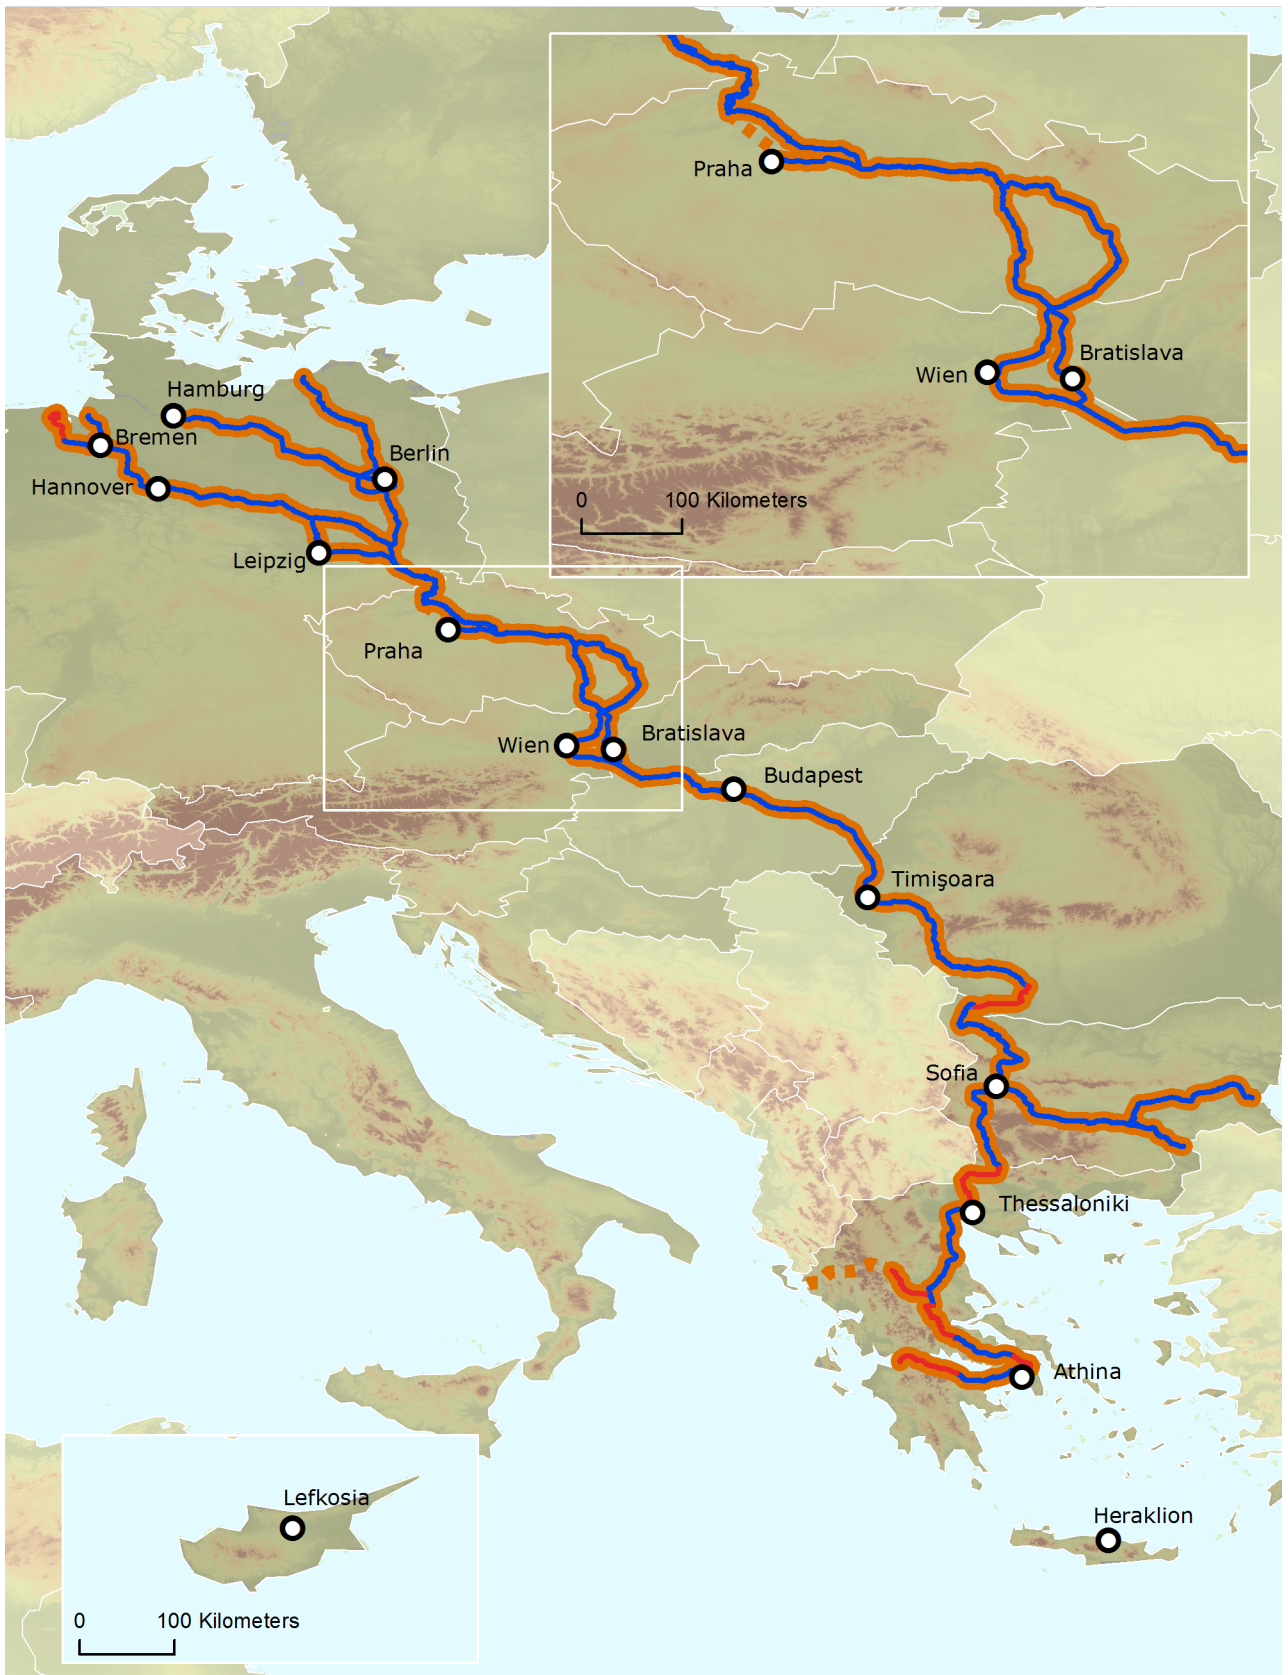 Praha
Bratislava
Wien
0 100 Kilometers
Hamburg
Bremen
Berlin
Hannover
Leipzig
Praha
Wien
Bratislava
Budapest
Timişoara
Sofia
Thessaloniki
Athina
Lefkosia
Heraklion
0 100 Kilometers